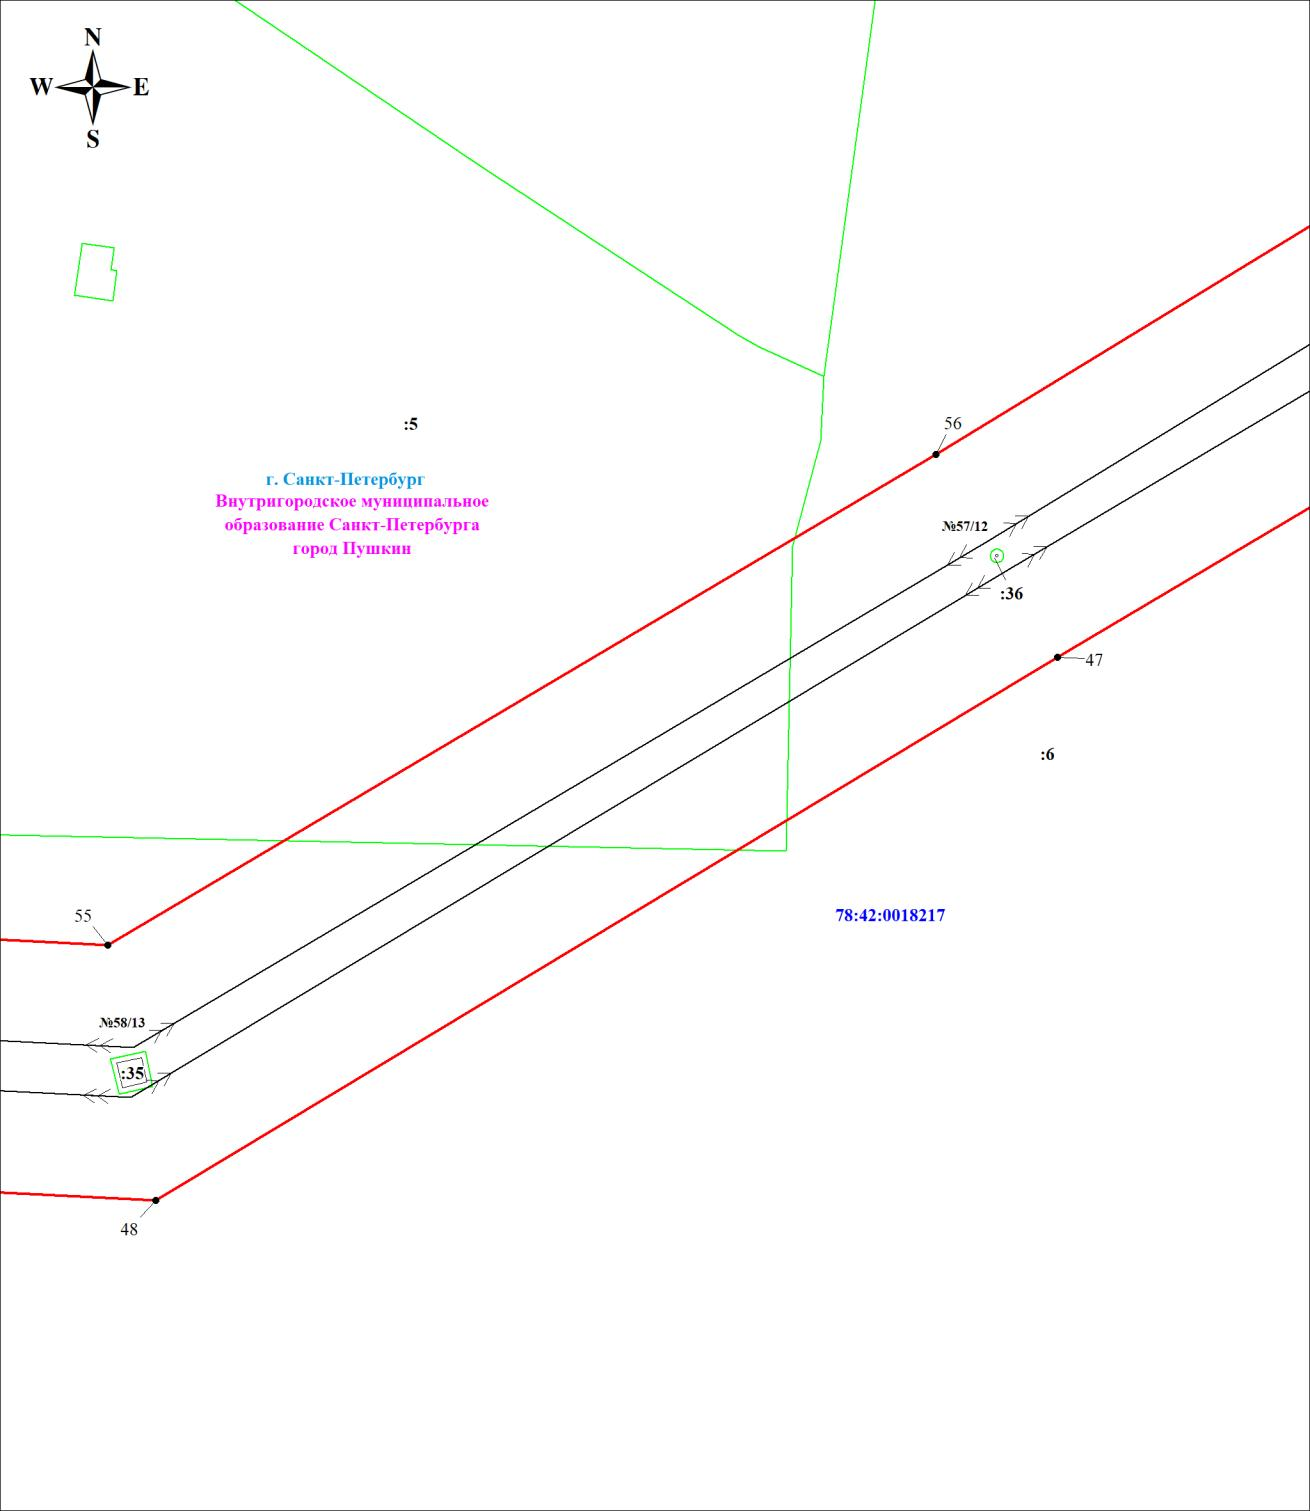 N
W E
S
:5
56
г. Санкт-Петербург
Внутригородское муниципальное
образование Санкт-Петербурга
город Пушкин
№57/12
:36
47
:6
55
78:42:0018217
№58/13
:35
48